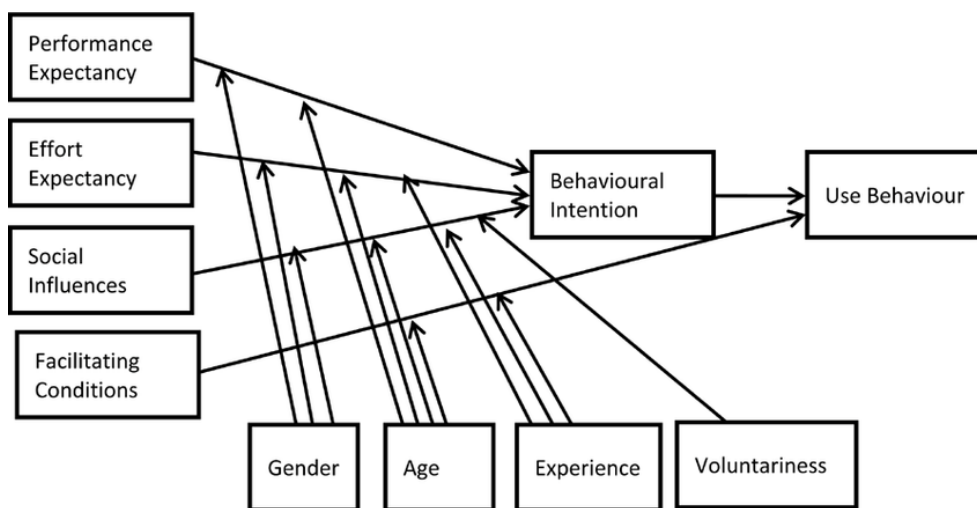 Performance
Expectancy
Effort
Expectancy
Behavioural
Intention
Use Behaviour
Social
Influences
Facilitating
Conditions
Gender
Age
Experience
Voluntariness